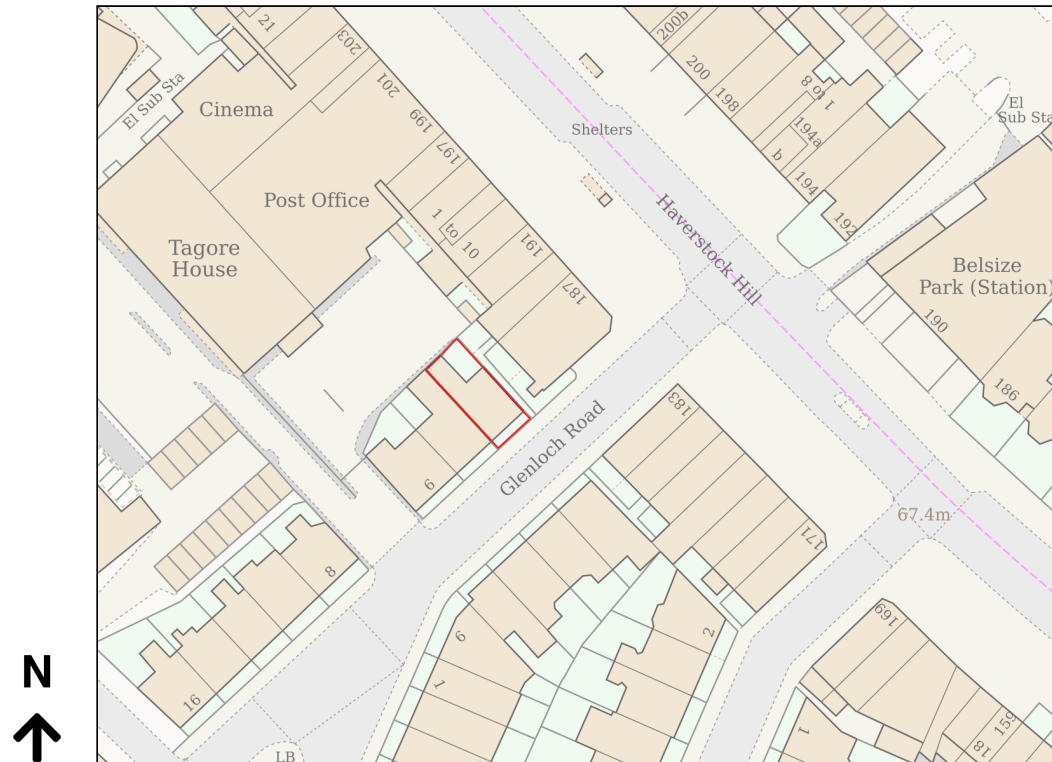 21
203
201
199
197
El Sub Sta
Cinema
Post Office
Tagore
House
1 to 10
191
187
Shelters
200b
200
198
1 to 8
194a
b
194
192
El
Sub Sta
Haverstock Hill
Belsize
Park (Station)
190
186
183
Glenloch Road
6
67.4m
171
8
16
9
1
2
169
159
18
1
LB
N